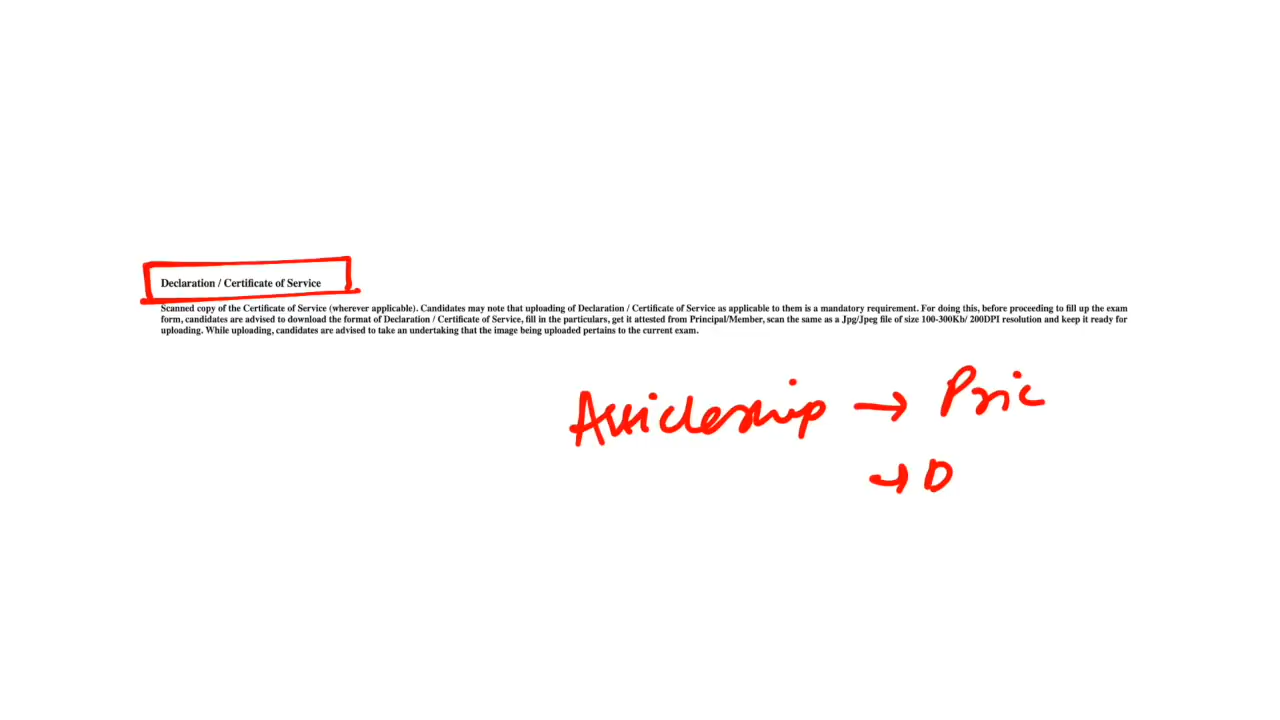 Declaration / Certificate of Service
Scanned copy of the Certificate of Service (wherever applicable). Candidates may note that uploading of Declaration / Certificate of Service as applicable to them is a mandatory requirement. For doing this, before proceeding to fill up the exam
form, candidates are advised to download the format of Declaration / Certificate of Service, fill in the particulars, get it attested from Principal/Member, scan the same as a Jpg/Jpeg file of size 100-300Kb/ 200DPI resolution and keep it ready for
uploading. While uploading, candidates are advised to take an undertaking that the image being uploaded pertains to the current exam.
Articleship → Pric
→ D